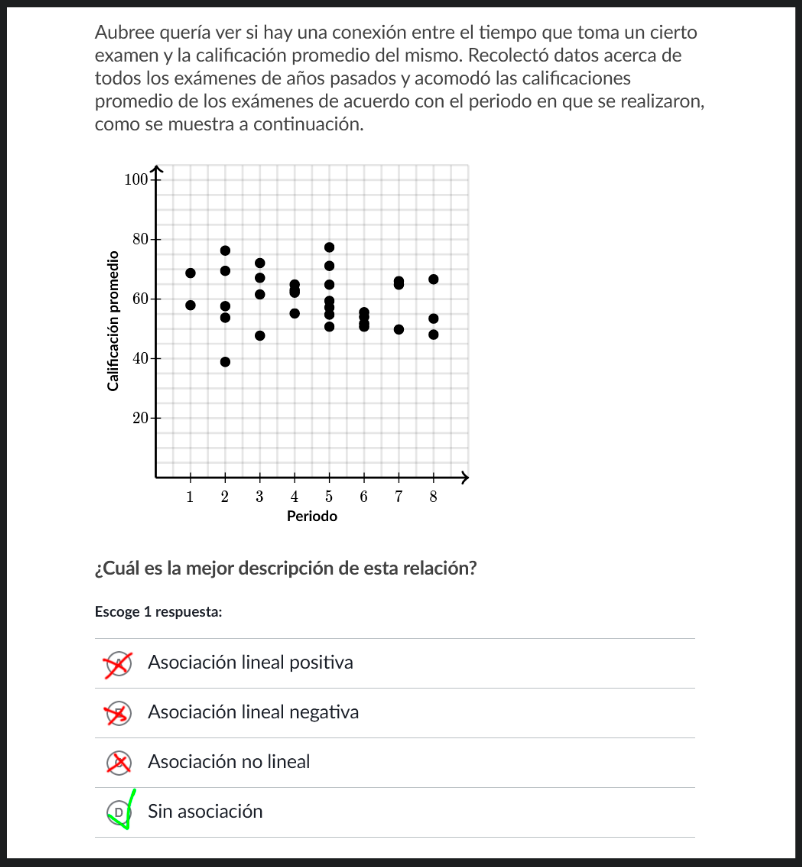 Aubree quería ver si hay una conexión entre el tiempo que toma un cierto
examen y la calificación promedio del mismo. Recolectó datos acerca de
todos los exámenes de años pasados y acomodó las calificaciones
promedio de los exámenes de acuerdo con el periodo en que se realizaron,
como se muestra a continuación.
100
80
60
40
20
Calificación promedio
1 2 3 4 5 6 7 8
Periodo
¿Cuál es la mejor descripción de esta relación?
Escoge 1 respuesta:
Asociación lineal positiva
Asociación lineal negativa
Asociación no lineal
D Sin asociación